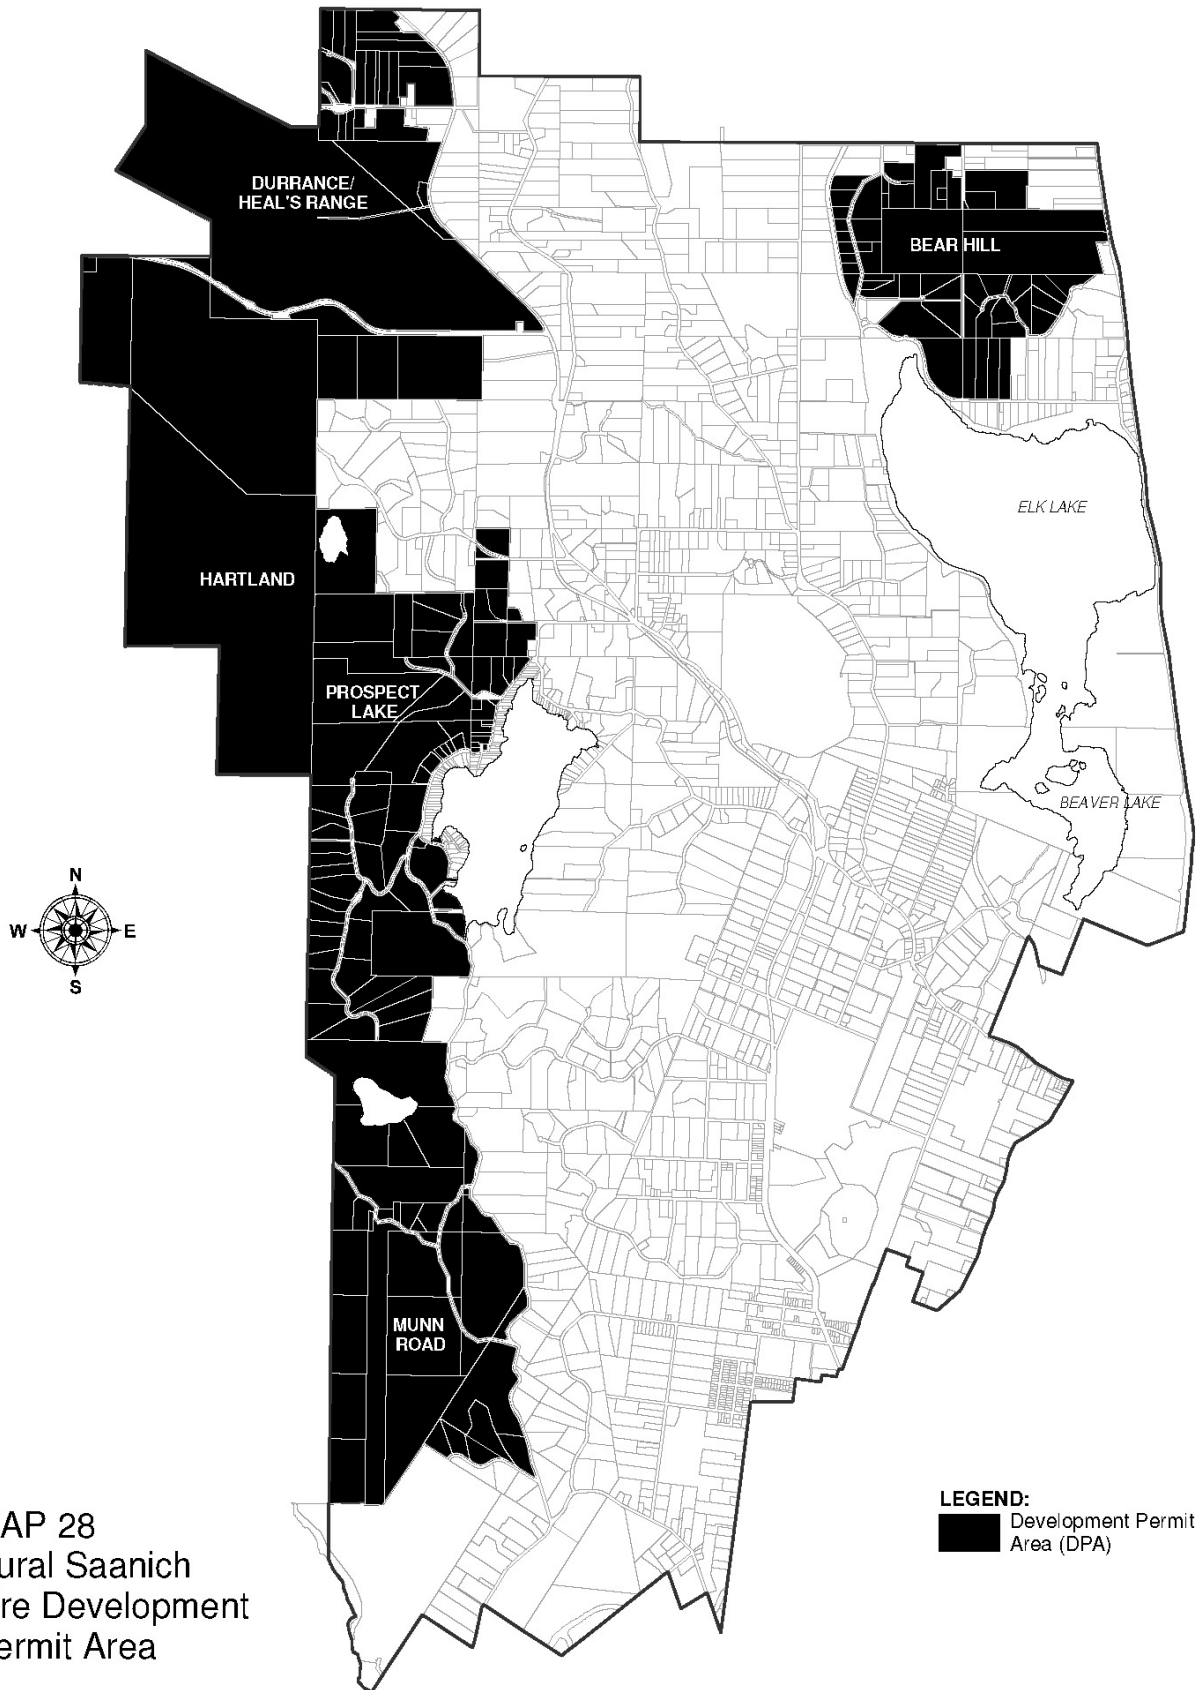 DURRANCE/
HEAL'S RANGE
BEAR HILL
ELK LAKE
HARTLAND
PROSPECT
LAKE
BEAVER LAKE
N
W E
S
MUNN
ROAD
LEGEND:
Development Permit
Area (DPA)
AP 28
ural Saanich
re Development
ermit Area